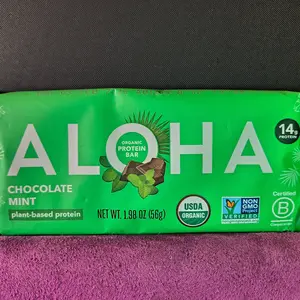 ORGANIC
PROTEIN
BAR
14g
PROTEIN
ALOHA
CHOCOLATE
MINT
plant-based protein
NET WT. 1.98 OZ (56g)
USDA
ORGANIC
NON
GMO
Project
VERIFIED
Certified
B
Corporation